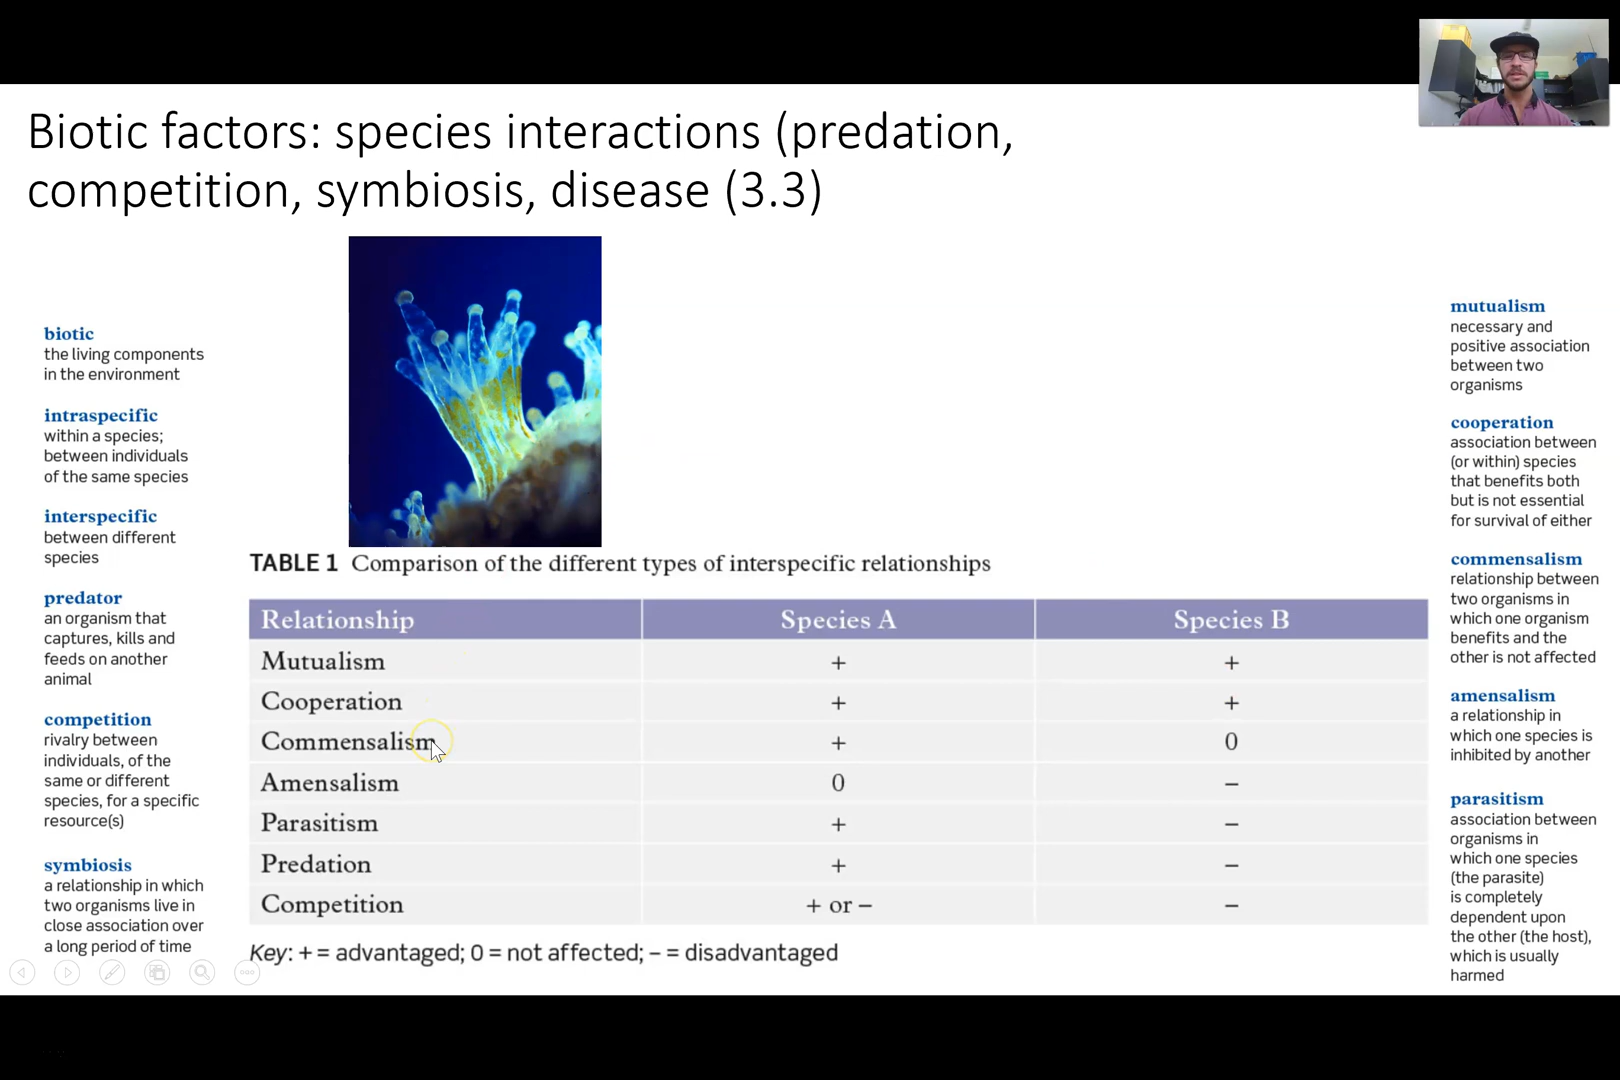 Biotic factors: species interactions (predation,
competition, symbiosis, disease (3.3)
biotic
the living components
in the environment
intraspecific
within a species;
between individuals
of the same species
interspecific
between different
species
predator
an organism that
captures, kills and
feeds on another
animal
competition
rivalry between
individuals, of the
same or different
species, for a specific
resource(s)
symbiosis
a relationship in which
two organisms live in
close association over
a long period of time
TABLE 1 Comparison of the different types of interspecific relationships
Relationship Species A Species B
Mutualism + +
Cooperation + +
Commensalism + 0
Amensalism 0 –
Parasitism + –
Predation + –
Competition + or – –
Key: + = advantaged; 0 = not affected; – = disadvantaged
mutualism
necessary and
positive association
between two
organisms
cooperation
association between
(or within) species
that benefits both
but is not essential
for survival of either
commensalism
relationship between
two organisms in
which one organism
benefits and the
other is not affected
amensalism
a relationship in
which one species is
inhibited by another
parasitism
association between
organisms in
which one species
(the parasite)
is completely
dependent upon
the other (the host),
which is usually
harmed